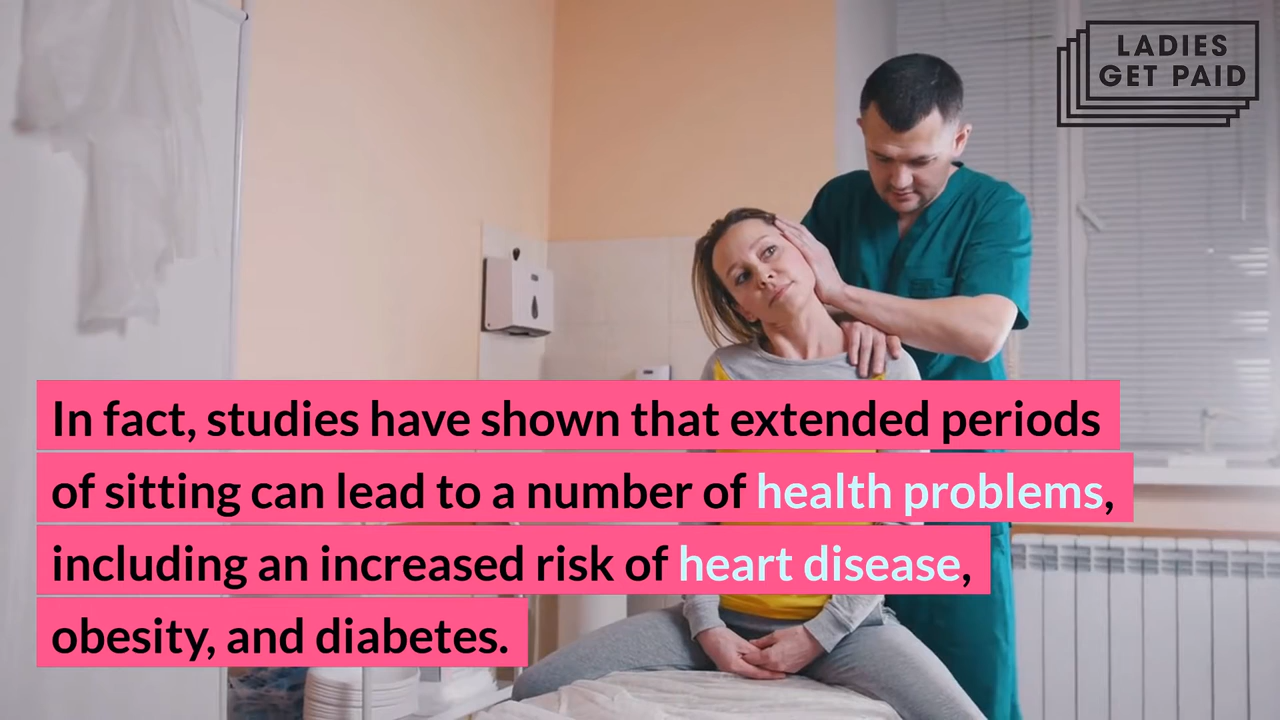 LADIES
GET PAID
In fact, studies have shown that extended periods
of sitting can lead to a number of health problems,
including an increased risk of heart disease,
obesity, and diabetes.